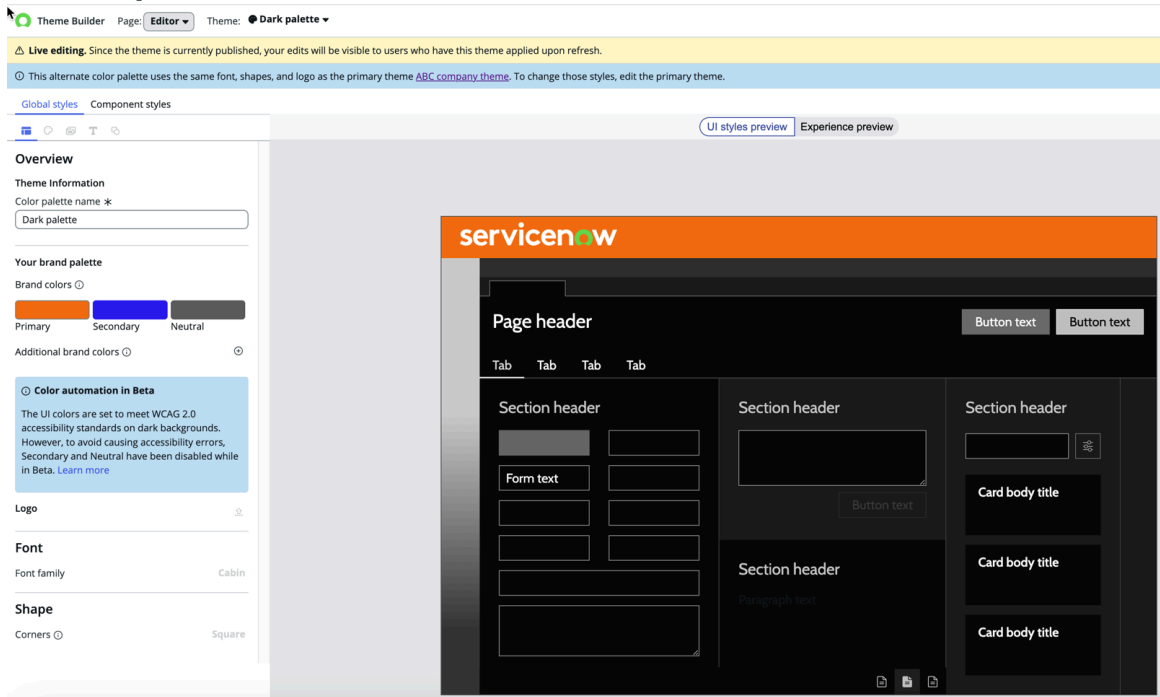 Theme Builder Page: Editor Theme: Dark palette
Live editing. Since the theme is currently published, your edits will be visible to users who have this theme applied upon refresh.
This alternate color palette uses the same font, shapes, and logo as the primary theme ABC company theme. To change those styles, edit the primary theme.
Global styles Component styles
UI styles preview Experience preview
Overview
Theme Information
Color palette name *
Dark palette
Your brand palette
Brand colors
Primary Secondary Neutral
Additional brand colors
Color automation in Beta
The UI colors are set to meet WCAG 2.0
accessibility standards on dark backgrounds.
However, to avoid causing accessibility errors,
Secondary and Neutral have been disabled while
in Beta. Learn more
Logo
Font
Font family Cabin
Shape
Corners Square
servicenow
Page header
Button text Button text
Tab Tab Tab Tab
Section header
Form text
Section header
Button text
Section header
Paragraph text
Section header
Card body title
Card body title
Card body title